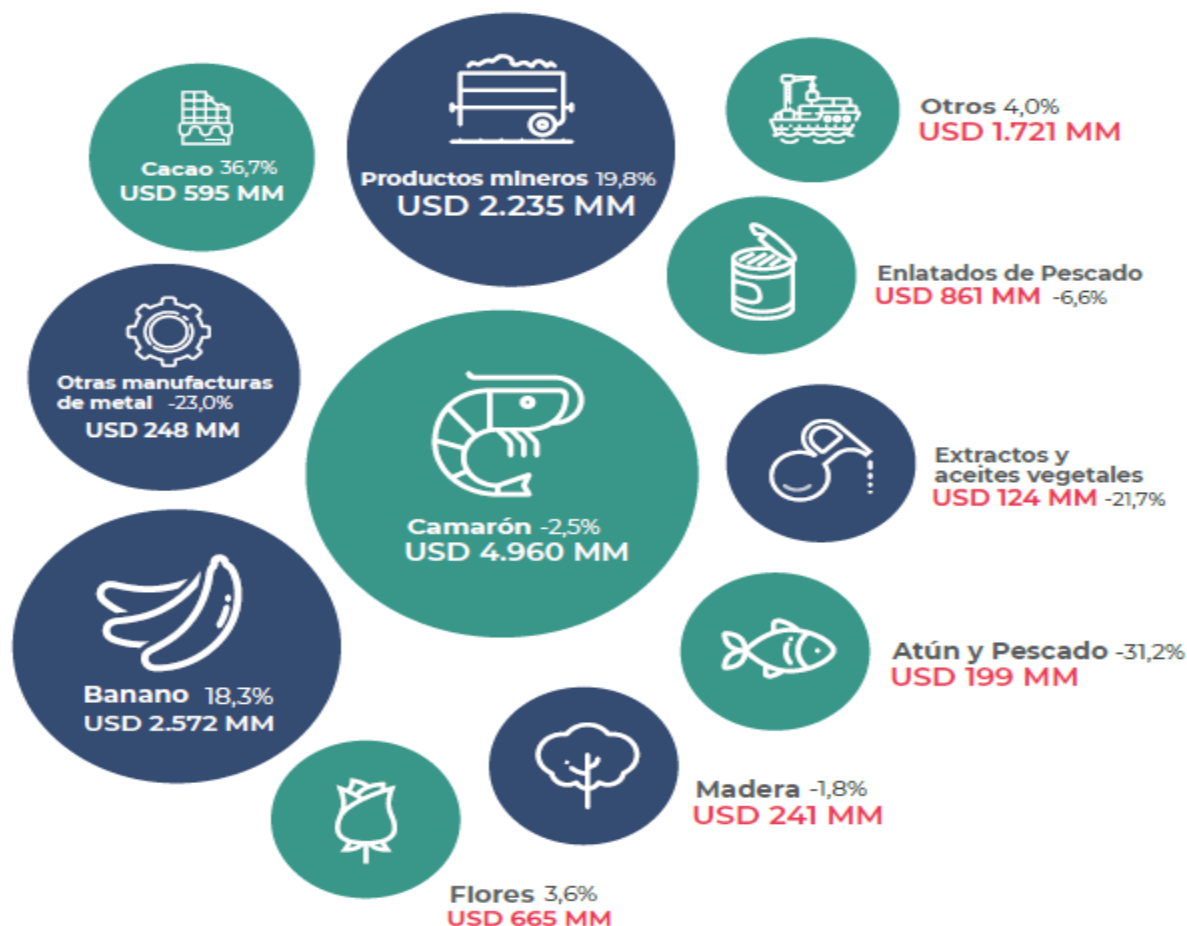 Cacao 36,7%
USD 595 MM
Productos mineros 19,8%
USD 2.235 MM
Otros 4,0%
USD 1.721 MM
Enlatados de Pescado
USD 861 MM -6,6%
Otras manufacturas
de metal -23,0%
USD 248 MM
Camarón -2,5%
USD 4.960 MM
Extractos y
aceites vegetales
USD 124 MM -21,7%
Banano 18,3%
USD 2.572 MM
Atún y Pescado -31,2%
USD 199 MM
Madera -1,8%
USD 241 MM
Flores 3,6%
USD 665 MM